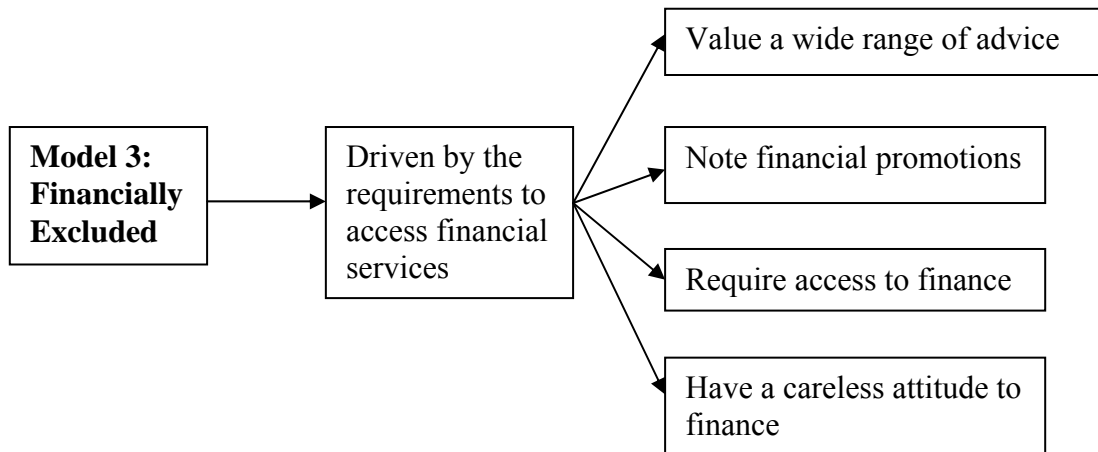 Model 3:
Financially
Excluded
Driven by the
requirements to
access financial
services
Value a wide range of advice
Note financial promotions
Require access to finance
Have a careless attitude to
finance